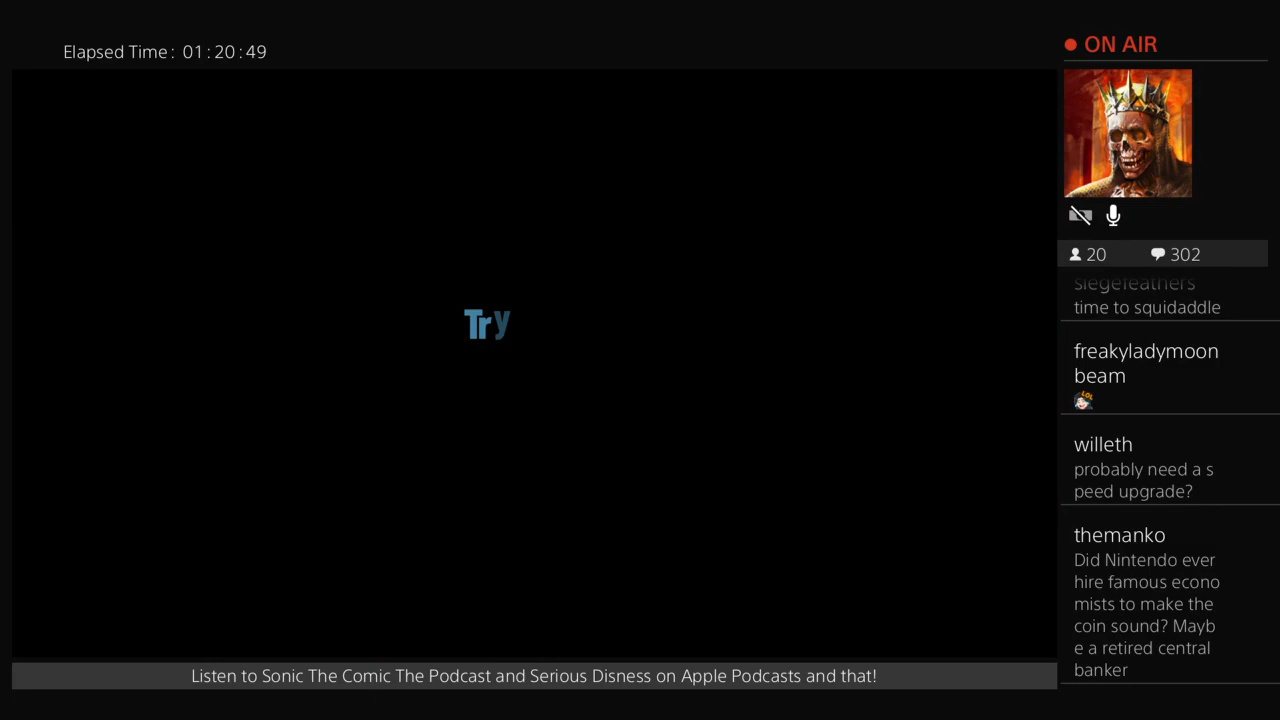 Elapsed Time: 01:20:49
ON AIR
Try
20 302
siegefeathers
time to squidaddle
freakyladymoon
beam
LOL
willeth
probably need a s
peed upgrade?
themanko
Did Nintendo ever
hire famous econo
mists to make the
coin sound? Mayb
e a retired central
banker
Listen to Sonic The Comic The Podcast and Serious Disness on Apple Podcasts and that!